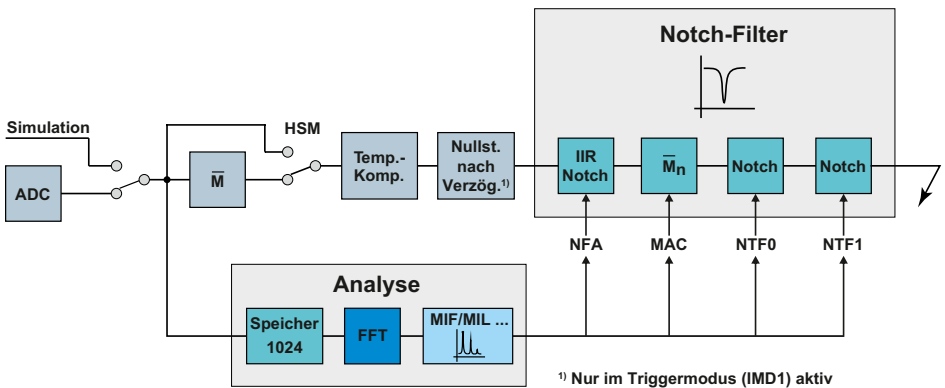 Notch-Filter
Simulation
HSM
ADC
M̅
Temp.-
Komp.
Nullst.
nach
Verzög.¹⁾
IIR
Notch
M̅n
Notch
Notch
NFA
MAC
NTF0
NTF1
Analyse
Speicher
1024
FFT
MIF/MIL ...
¹⁾ Nur im Triggermodus (IMD1) aktiv